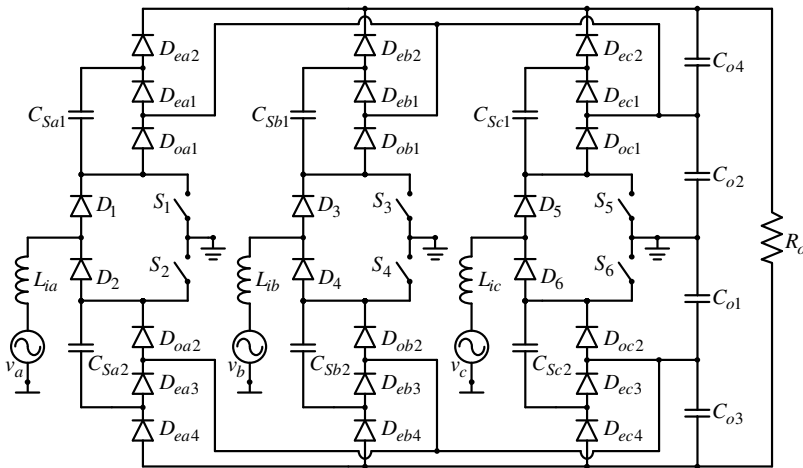 D_ea2
D_eb2
D_ec2
C_o4
D_ea1
D_eb1
D_ec1
C_Sa1
C_Sb1
C_Sc1
D_oa1
D_ob1
D_oc1
C_o2
D_1
S_1
D_3
S_3
D_5
S_5
R_o
L_ia
D_2
S_2
L_ib
D_4
S_4
L_ic
D_6
S_6
C_o1
v_a
D_oa2
v_b
D_ob2
v_c
D_oc2
C_Sa2
C_Sb2
C_Sc2
D_ea3
D_eb3
D_ec3
C_o3
D_ea4
D_eb4
D_ec4